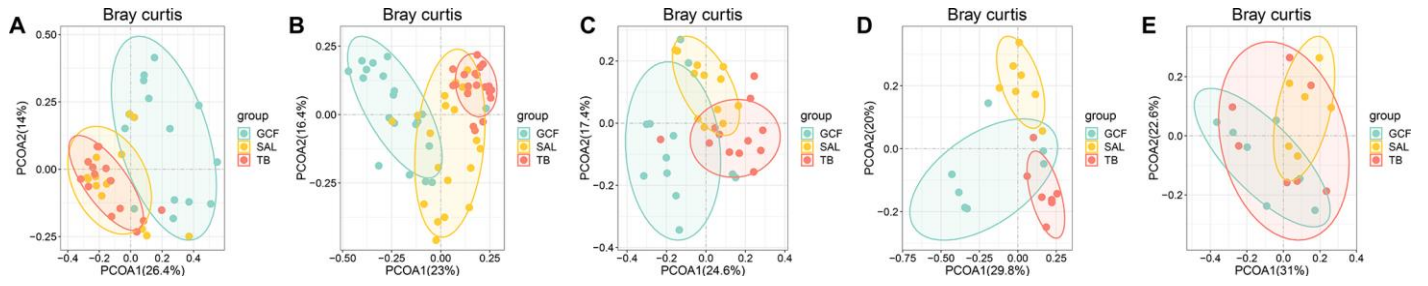 A
Bray curtis
PCOA2(14%)
0.50
0.25
0.00
−0.25
−0.4 −0.2 0.0 0.2 0.4
PCOA1(26.4%)
group
GCF
SAL
TB
B
Bray curtis
PCOA2(16.4%)
0.25
0.00
−0.25
−0.50 −0.25 0.00 0.25
PCOA1(23%)
group
GCF
SAL
TB
C
Bray curtis
PCOA2(17.4%)
0.2
0.0
−0.2
−0.4
−0.4 −0.2 0.0 0.2 0.4
PCOA1(24.6%)
group
GCF
SAL
TB
D
Bray curtis
PCOA2(20%)
0.2
0.0
−0.2
−0.75 −0.50 −0.25 0.00 0.25
PCOA1(29.8%)
group
GCF
SAL
TB
E
Bray curtis
PCOA2(22.6%)
0.2
0.0
−0.2
−0.4 −0.2 0.0 0.2 0.4
PCOA1(31%)
group
GCF
SAL
TB